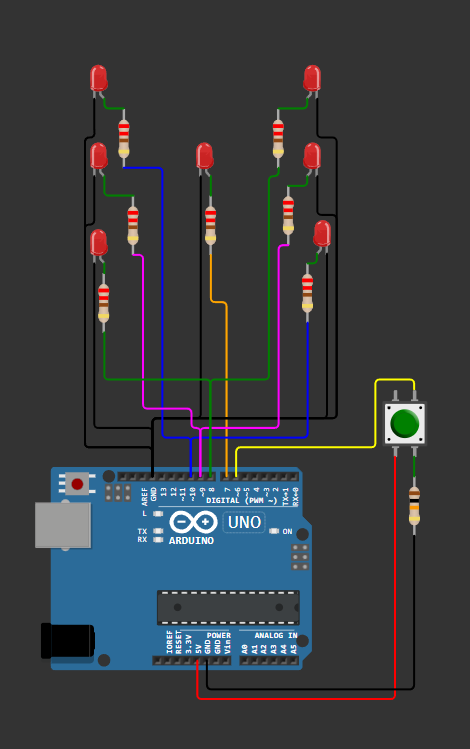 AREF
GND
13
12
~11
~10
~9
8
7
~6
~5
4
~3
2
TX→1
RX←0
DIGITAL (PWM ~)
L
UNO
TX
RX
ON
ARDUINO
IOREF
RESET
3.3V
5V
GND
GND
Vin
POWER
ANALOG IN
A0
A1
A2
A3
A4
A5